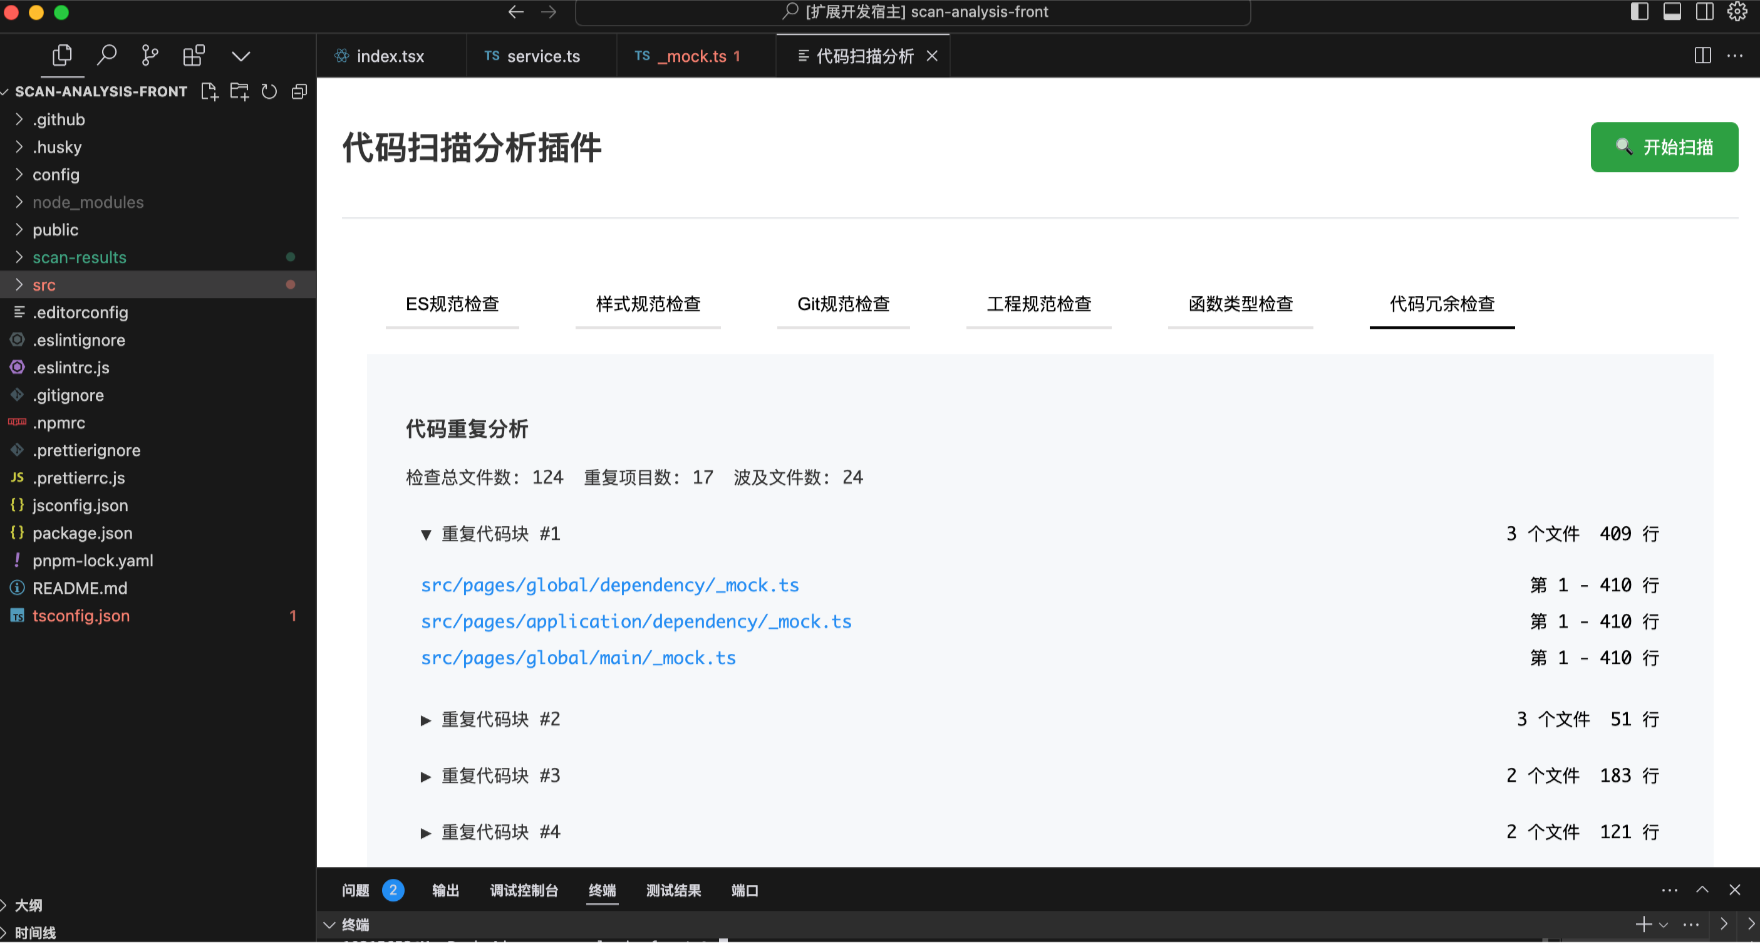 [扩展开发宿主] scan-analysis-front
index.tsx
TS service.ts
TS _mock.ts 1
代码扫描分析
SCAN-ANALYSIS-FRONT
.github
.husky
config
node_modules
public
scan-results
src
.editorconfig
.eslintignore
.eslintrc.js
.gitignore
.npmrc
.prettierignore
JS .prettierrc.js
{} jsconfig.json
{} package.json
! pnpm-lock.yaml
README.md
TS tsconfig.json 1
大纲
时间线
代码扫描分析插件
开始扫描
ES规范检查
样式规范检查
Git规范检查
工程规范检查
函数类型检查
代码冗余检查
代码重复分析
检查总文件数: 124 重复项目数: 17 波及文件数: 24
▼ 重复代码块 #1 3 个文件 409 行
src/pages/global/dependency/_mock.ts 第 1 - 410 行
src/pages/application/dependency/_mock.ts 第 1 - 410 行
src/pages/global/main/_mock.ts 第 1 - 410 行
▶ 重复代码块 #2 3 个文件 51 行
▶ 重复代码块 #3 2 个文件 183 行
▶ 重复代码块 #4 2 个文件 121 行
问题 2 输出 调试控制台 终端 测试结果 端口
终端